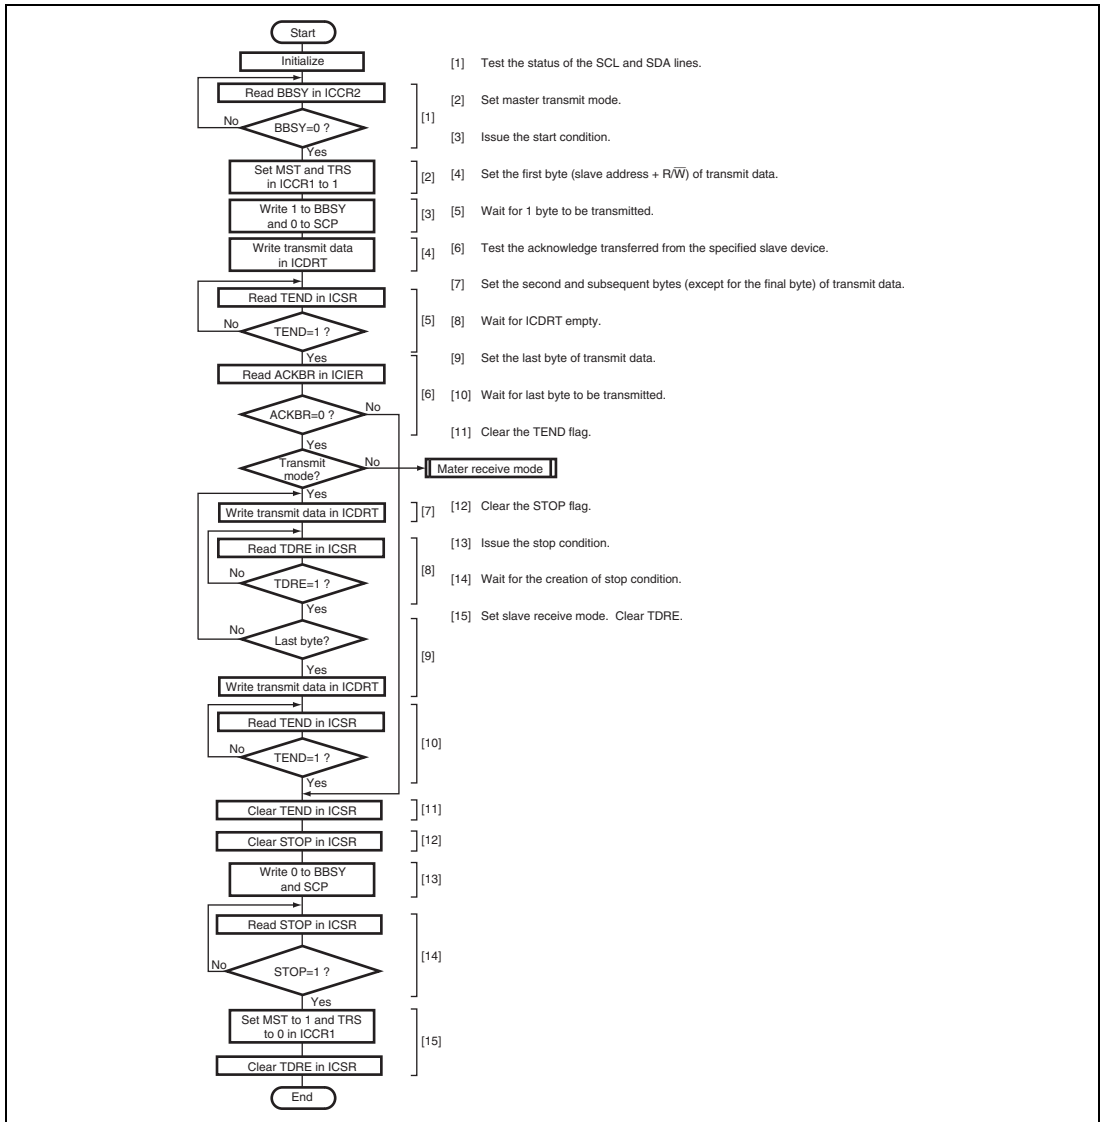 Start
Initialize
Read BBSY in ICCR2
BBSY=0 ?
No
Yes
[1]
Set MST and TRS
in ICCR1 to 1
[2]
Write 1 to BBSY
and 0 to SCP
[3]
Write transmit data
in ICDRT
[4]
Read TEND in ICSR
TEND=1 ?
No
Yes
[5]
Read ACKBR in ICIER
ACKBR=0 ?
No
Yes
[6]
Transmit
mode?
No
Mater receive mode
Yes
Write transmit data in ICDRT
[7]
Read TDRE in ICSR
TDRE=1 ?
No
Yes
[8]
Last byte?
No
Yes
Write transmit data in ICDRT
[9]
Read TEND in ICSR
TEND=1 ?
No
Yes
[10]
Clear TEND in ICSR
[11]
Clear STOP in ICSR
[12]
Write 0 to BBSY
and SCP
[13]
Read STOP in ICSR
STOP=1 ?
No
Yes
[14]
Set MST to 1 and TRS
to 0 in ICCR1
Clear TDRE in ICSR
[15]
End
[1] Test the status of the SCL and SDA lines.
[2] Set master transmit mode.
[3] Issue the start condition.
[4] Set the first byte (slave address + R/W̅) of transmit data.
[5] Wait for 1 byte to be transmitted.
[6] Test the acknowledge transferred from the specified slave device.
[7] Set the second and subsequent bytes (except for the final byte) of transmit data.
[8] Wait for ICDRT empty.
[9] Set the last byte of transmit data.
[10] Wait for last byte to be transmitted.
[11] Clear the TEND flag.
[12] Clear the STOP flag.
[13] Issue the stop condition.
[14] Wait for the creation of stop condition.
[15] Set slave receive mode. Clear TDRE.